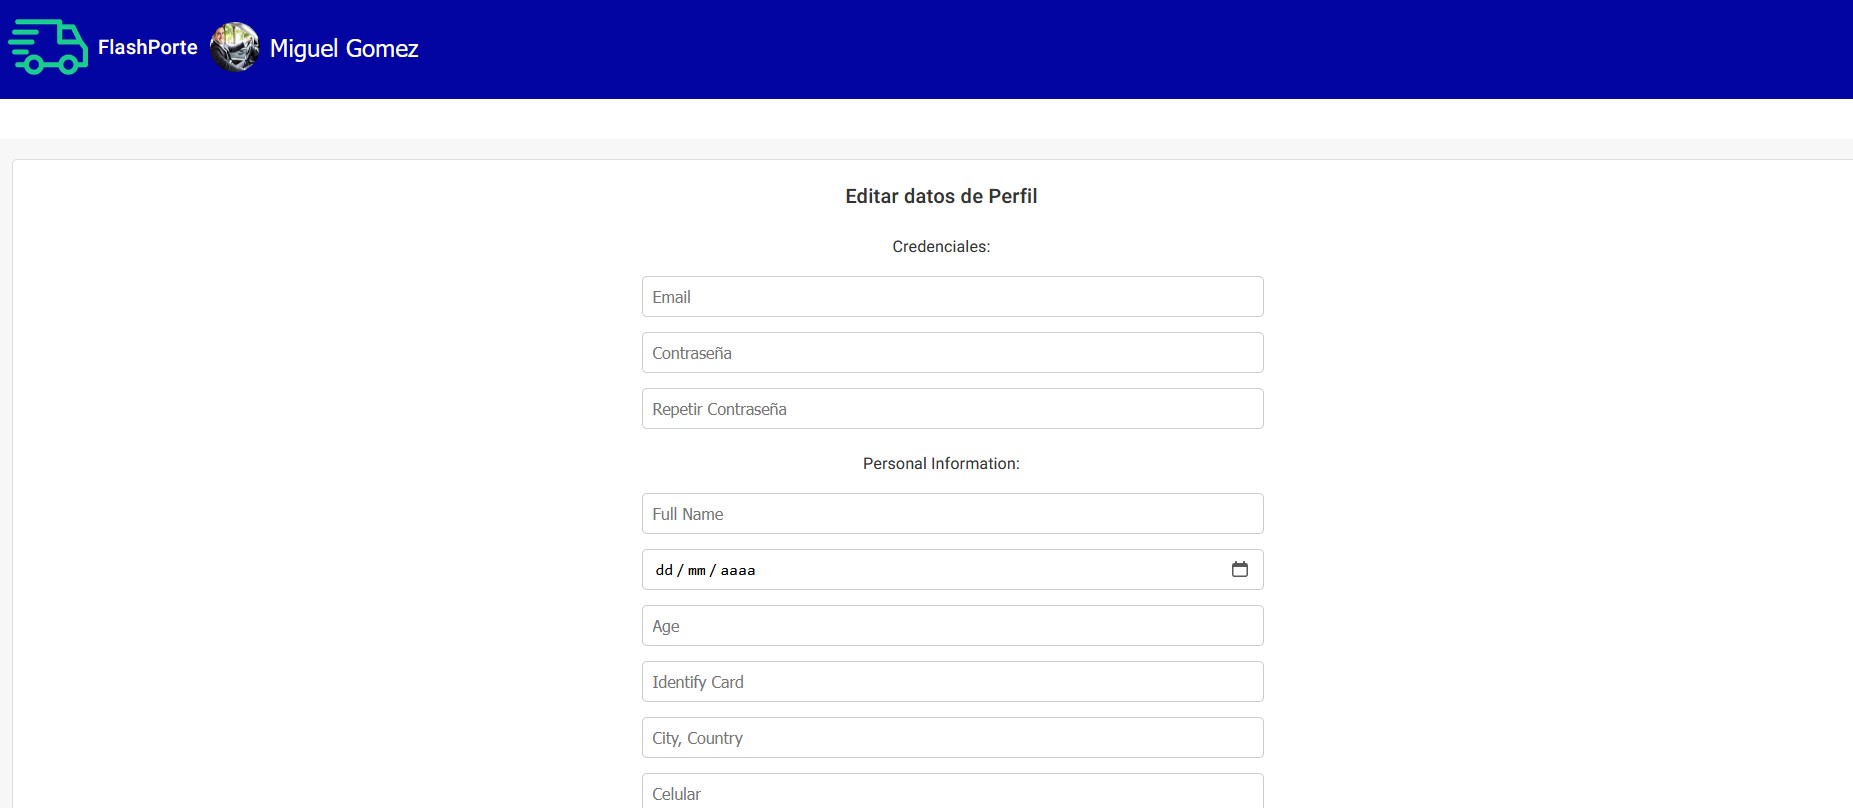 FlashPorte Miguel Gomez
Editar datos de Perfil
Credenciales:
Email
Contraseña
Repetir Contraseña
Personal Information:
Full Name
dd/mm/aaaa
Age
Identify Card
City, Country
Celular